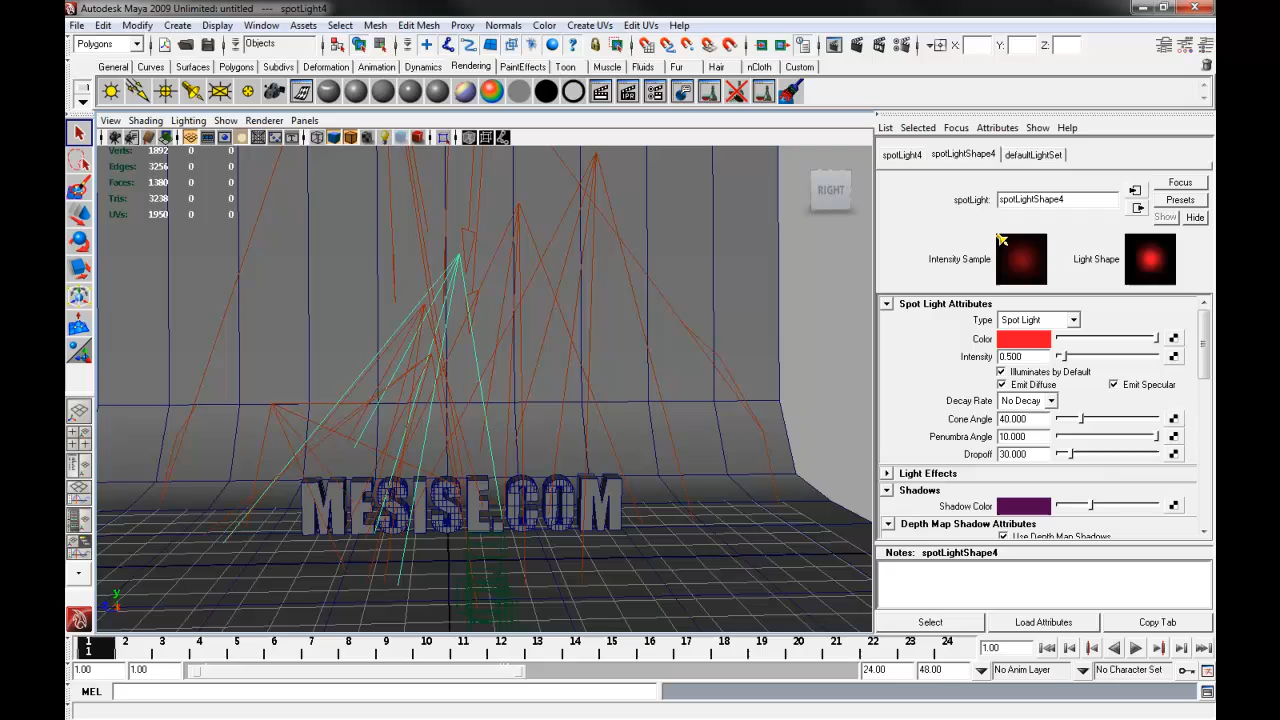 Autodesk Maya 2009 Unlimited: untitled --- spotLight4
File Edit Modify Create Display Window Assets Select Mesh Edit Mesh Proxy Normals Color Create UVs Edit UVs Help
Polygons Objects X: Y: Z:
General Curves Surfaces Polygons Subdivs Deformation Animation Dynamics Rendering PaintEffects Toon Muscle Fluids Fur Hair nCloth Custom
View Shading Lighting Show Renderer Panels
List Selected Focus Attributes Show Help
Verts: 1892 0 0
Edges: 3256 0 0
Faces: 1380 0 0
Tris: 3238 0 0
UVs: 1950 0 0
RIGHT
MESISE.COM
y
spotLight4 spotLightShape4 defaultLightSet
spotLight: spotLightShape4
Focus
Presets
Show Hide
Intensity Sample Light Shape
Spot Light Attributes
Type Spot Light
Color
Intensity 0.500
Illuminates by Default
Emit Diffuse Emit Specular
Decay Rate No Decay
Cone Angle 40.000
Penumbra Angle 10.000
Dropoff 30.000
Light Effects
Shadows
Shadow Color
Depth Map Shadow Attributes
Use Depth Map Shadows
Notes: spotLightShape4
Select Load Attributes Copy Tab
1 2 3 4 5 6 7 8 9 10 11 12 13 14 15 16 17 18 19 20 21 22 23 24
1 1.00
1.00 1.00 24.00 48.00 No Anim Layer No Character Set
MEL